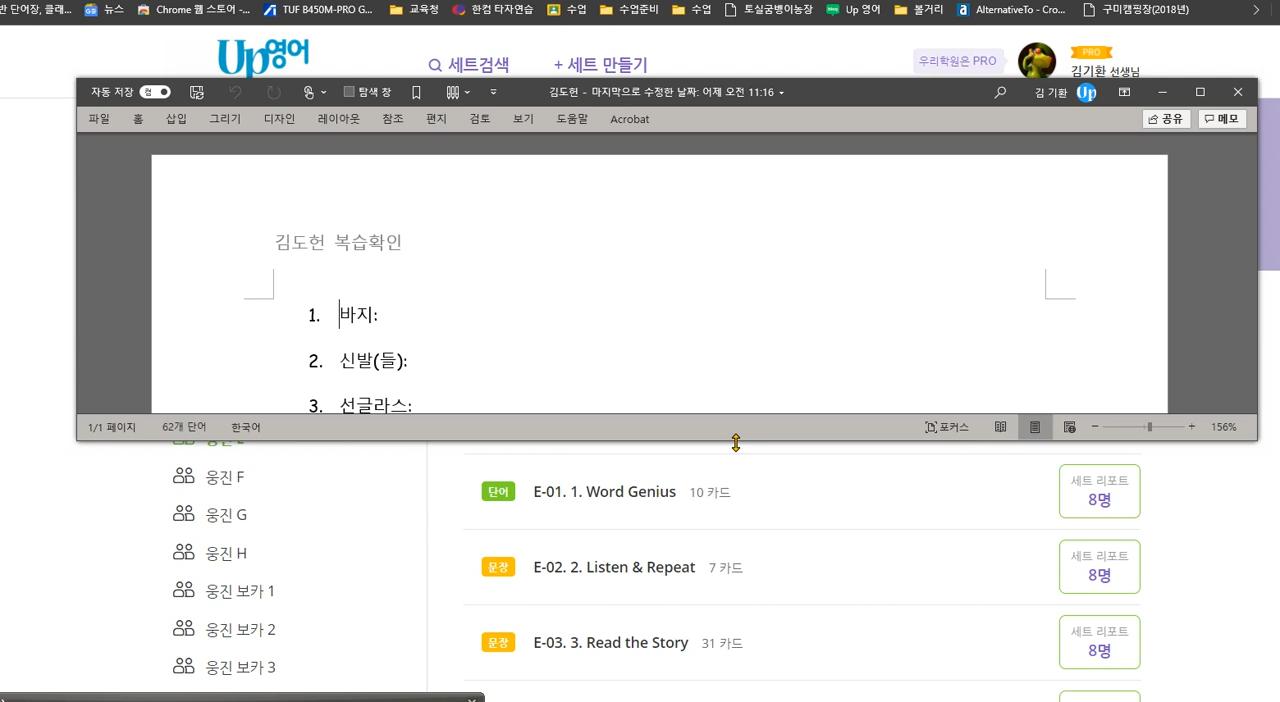 반 단어장, 클래... 뉴스 Chrome 웹 스토어 -... TUF B450M-PRO G... 교육청 한컴 타자연습 수업 수업준비 수업 토실굼벵이농장 Up 영어 볼거리 AlternativeTo - Cro... 구미캠핑장(2018년)
Up영어 세트검색 + 세트 만들기 우리학원은 PRO PRO
김기환 선생님
자동 저장 컴 탐색 창 김도헌 - 마지막으로 수정한 날짜: 어제 오전 11:16 김 기환 Up
파일 홈 삽입 그리기 디자인 레이아웃 참조 편지 검토 보기 도움말 Acrobat 공유 메모
김도헌 복습확인
1. 바지:
2. 신발(들):
3. 선글라스:
1/1 페이지 62개 단어 한국어 포커스 156%
웅진 F
웅진 G
웅진 H
웅진 보카 1
웅진 보카 2
웅진 보카 3
단어 E-01. 1. Word Genius 10 카드 세트 리포트
8명
문장 E-02. 2. Listen & Repeat 7 카드 세트 리포트
8명
문장 E-03. 3. Read the Story 31 카드 세트 리포트
8명